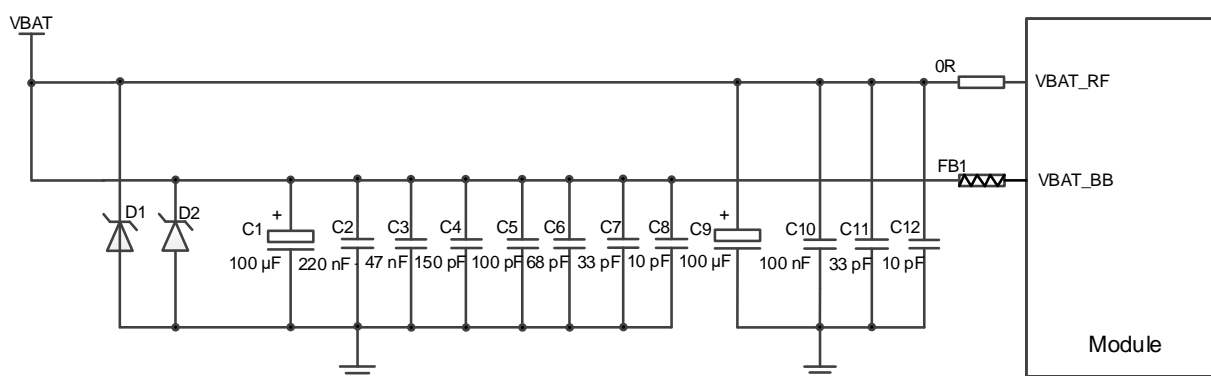 VBAT
0R
VBAT_RF
FB1
VBAT_BB
D1
D2
C1
+
C2
C3
C4
C5
C6
C7
C8
C9
+
C10
C11
C12
100 µF
220 nF
47 nF
150 pF
100 pF
68 pF
33 pF
10 pF
100 µF
100 nF
33 pF
10 pF
Module